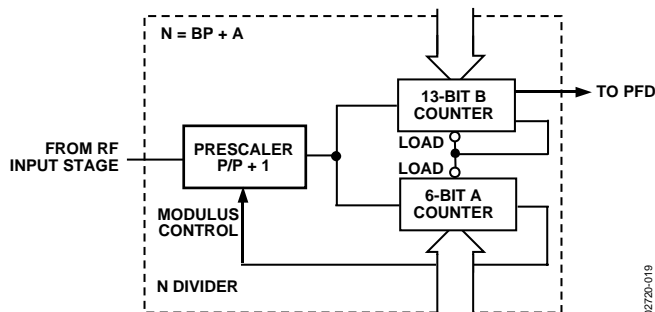 N = BP + A
13-BIT B
COUNTER
TO PFD
LOAD
FROM RF
INPUT STAGE
PRESCALER
P/P + 1
LOAD
6-BIT A
COUNTER
MODULUS
CONTROL
N DIVIDER
02720-019